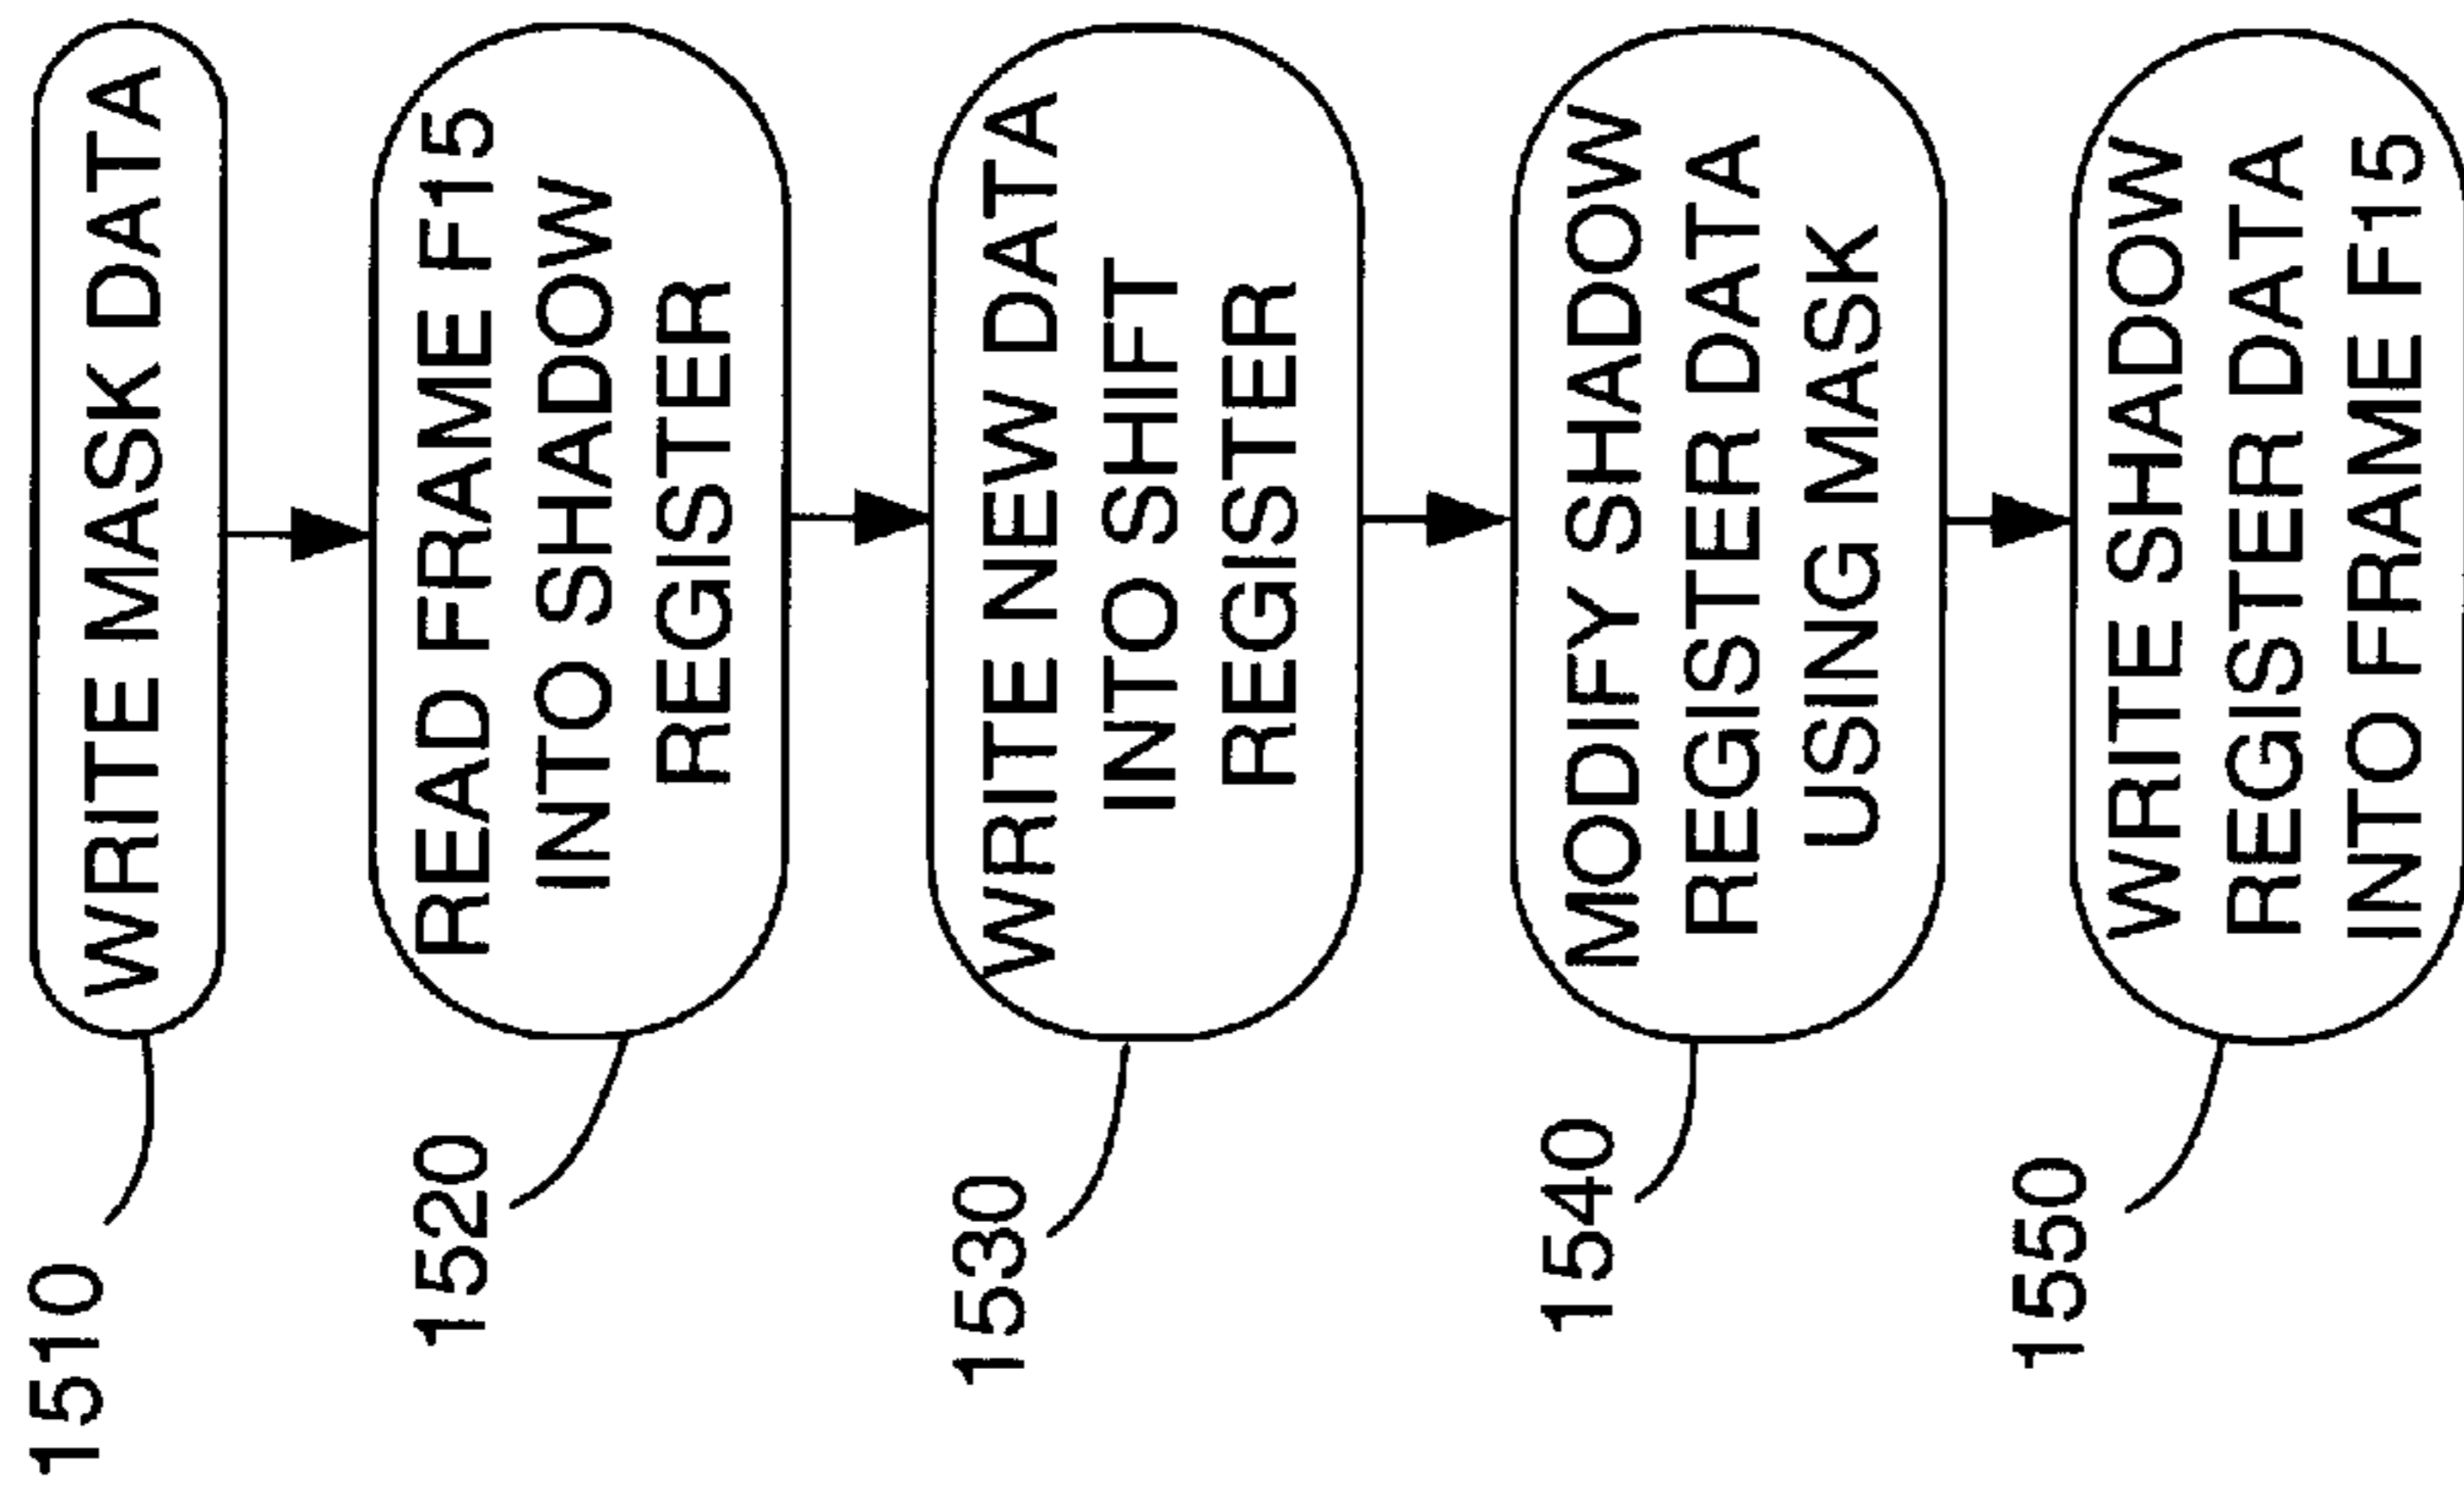 1510
WRITE MASK DATA
1520
READ FRAME F15
INTO SHADOW
REGISTER
1530
WRITE NEW DATA
INTO SHIFT
REGISTER
1540
MODIFY SHADOW
REGISTER DATA
USING MASK
1550
WRITE SHADOW
REGISTER DATA
INTO FRAME F15